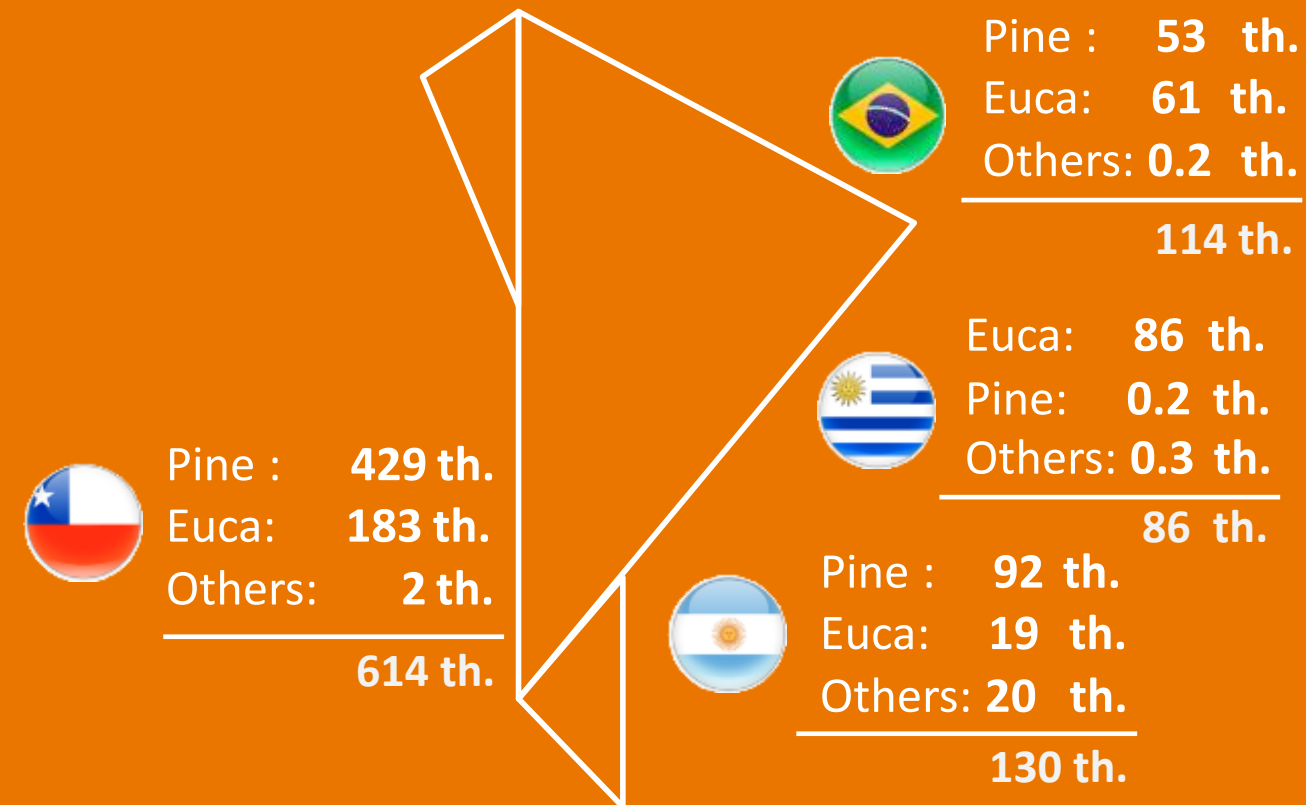 Pine : 53 th.
Euca: 61 th.
Others: 0.2 th.
114 th.
Euca: 86 th.
Pine: 0.2 th.
Others: 0.3 th.
86 th.
Pine : 429 th.
Euca: 183 th.
Others: 2 th.
614 th.
Pine : 92 th.
Euca: 19 th.
Others: 20 th.
130 th.